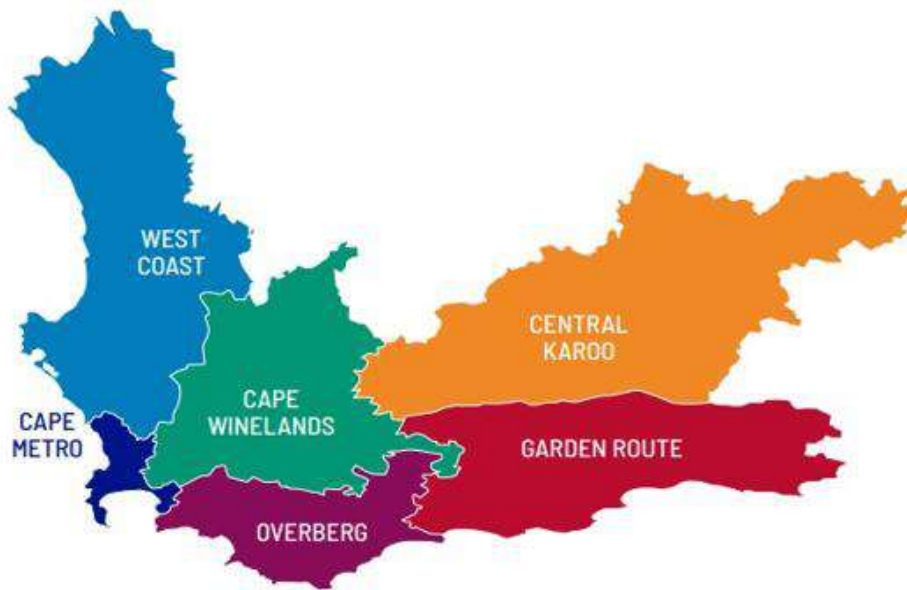 WEST
COAST
CENTRAL
KAROO
CAPE
WINELANDS
CAPE
METRO
GARDEN ROUTE
OVERBERG